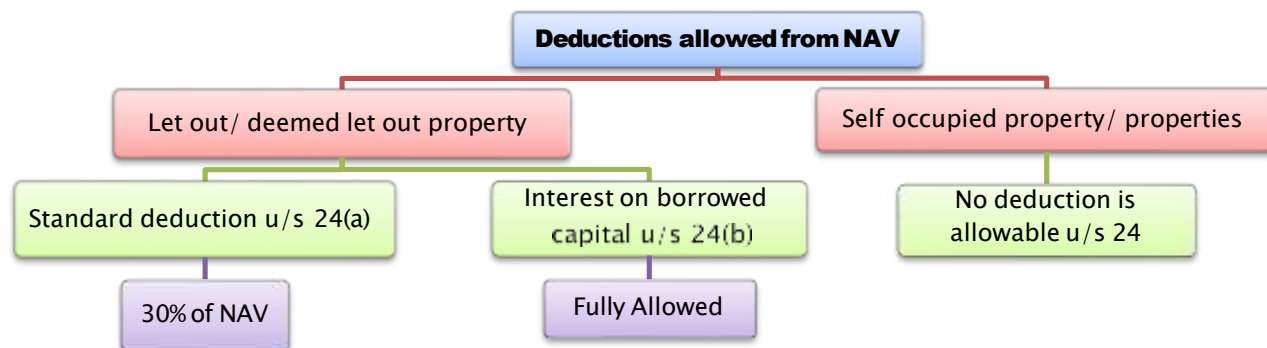 Deductions allowed from NAV
Let out/ deemed let out property
Self occupied property/ properties
Standard deduction u/s 24(a)
Interest on borrowed
capital u/s 24(b)
No deduction is
allowable u/s 24
30% of NAV
Fully Allowed